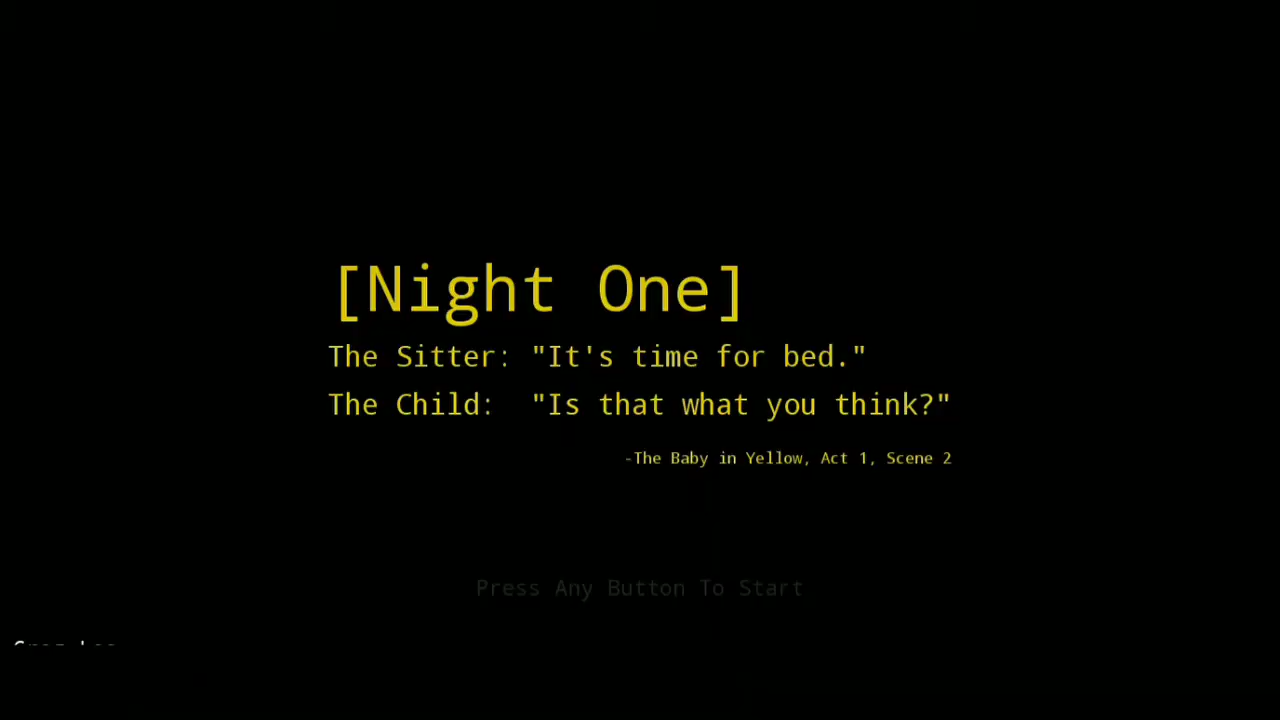 [Night One]
The Sitter: "It's time for bed."
The Child:  "Is that what you think?"
-The Baby in Yellow, Act 1, Scene 2
Press Any Button To Start